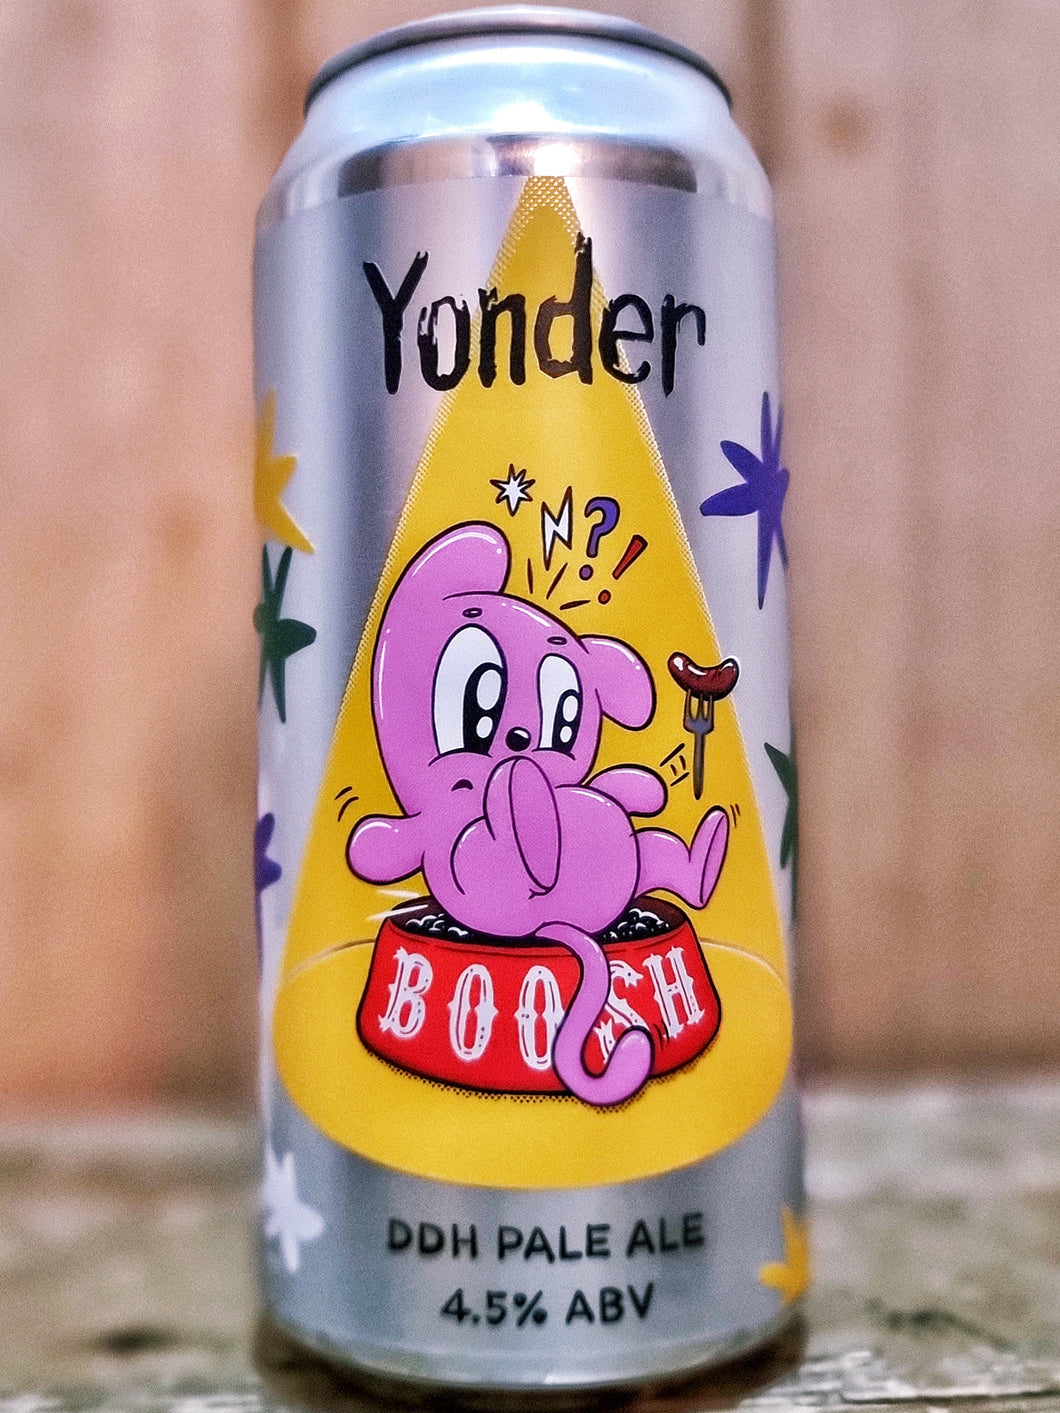 Yonder
?!
BOOSH
DDH PALE ALE
4.5% ABV